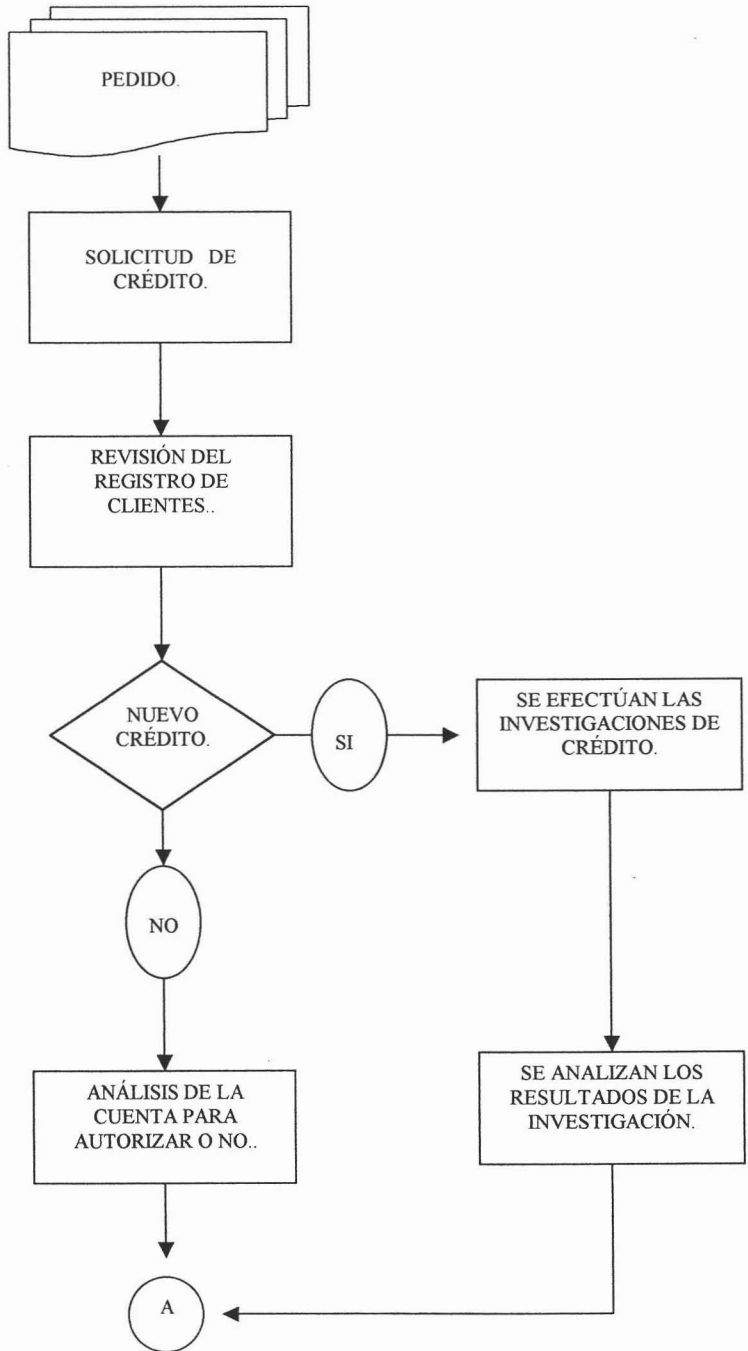 PEDIDO.
SOLICITUD DE
CRÉDITO.
REVISIÓN DEL
REGISTRO DE
CLIENTES..
NUEVO
CRÉDITO.
SI
SE EFECTÚAN LAS
INVESTIGACIONES DE
CRÉDITO.
NO
ANÁLISIS DE LA
CUENTA PARA
AUTORIZAR O NO..
SE ANALIZAN LOS
RESULTADOS DE LA
INVESTIGACIÓN.
A